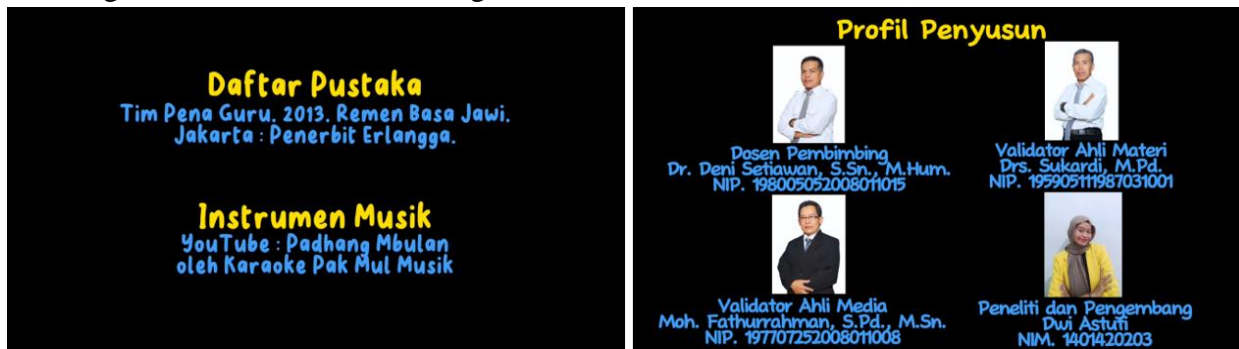 Daftar Pustaka
Tim Pena Guru. 2013. Remen Basa Jawi.
Jakarta : Penerbit Erlangga.
Instrumen Musik
YouTube : Padhang Mbulan
oleh Karaoke Pak Mul Musik
Profil Penyusun
Dosen Pembimbing
Dr. Deni Setiawan, S.Sn., M.Hum.
NIP. 198005052008011015
Validator Ahli Materi
Drs. Sukardi, M.Pd.
NIP. 195905111987031001
Validator Ahli Media
Moh. Fathurrahman, S.Pd., M.Sn.
NIP. 197707252008011008
Peneliti dan Pengembang
Dwi Astuti
NIM. 1401420203